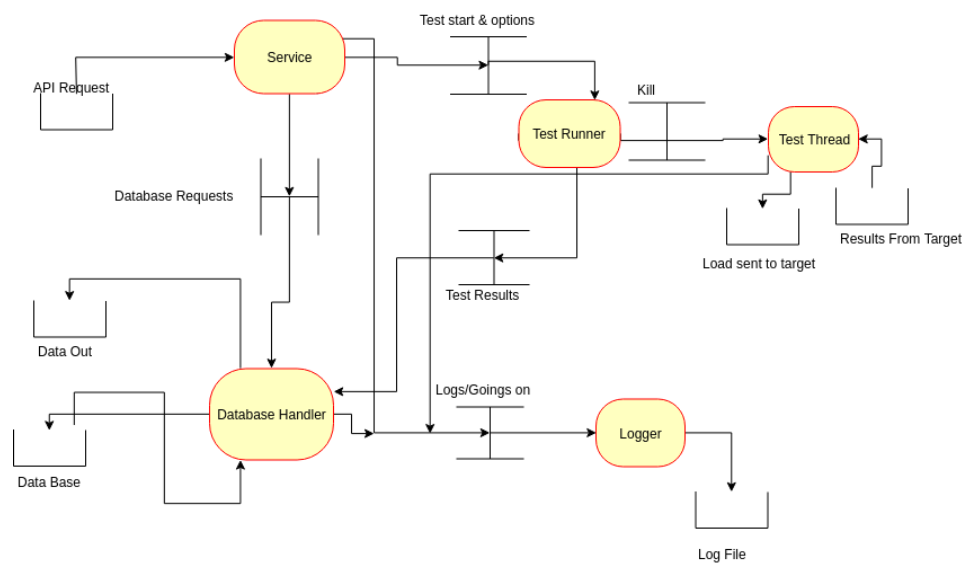 Test start & options
Service
API Request
Kill
Test Runner
Test Thread
Database Requests
Results From Target
Load sent to target
Test Results
Data Out
Logs/Goings on
Database Handler
Logger
Data Base
Log File